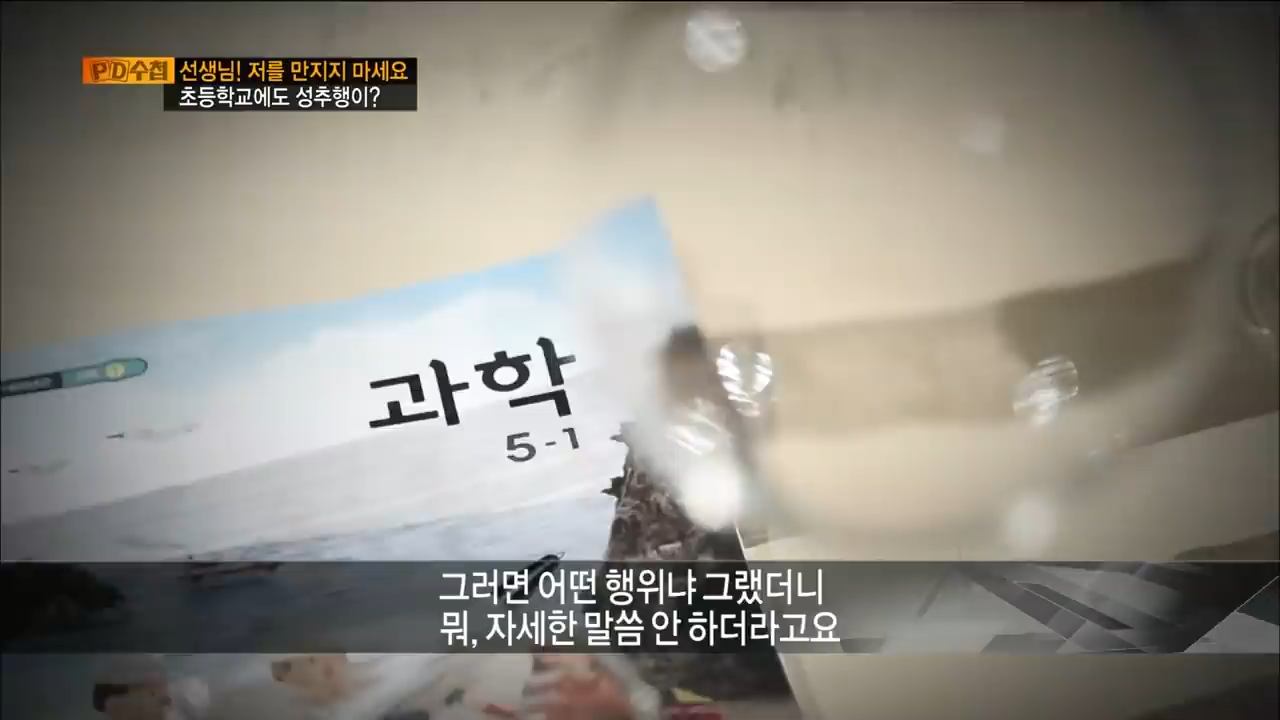 PD수첩 선생님! 저를 만지지 마세요
초등학교에도 성추행이?
과학
5-1
그러면 어떤 행위냐 그랬더니
뭐, 자세한 말씀 안 하더라고요